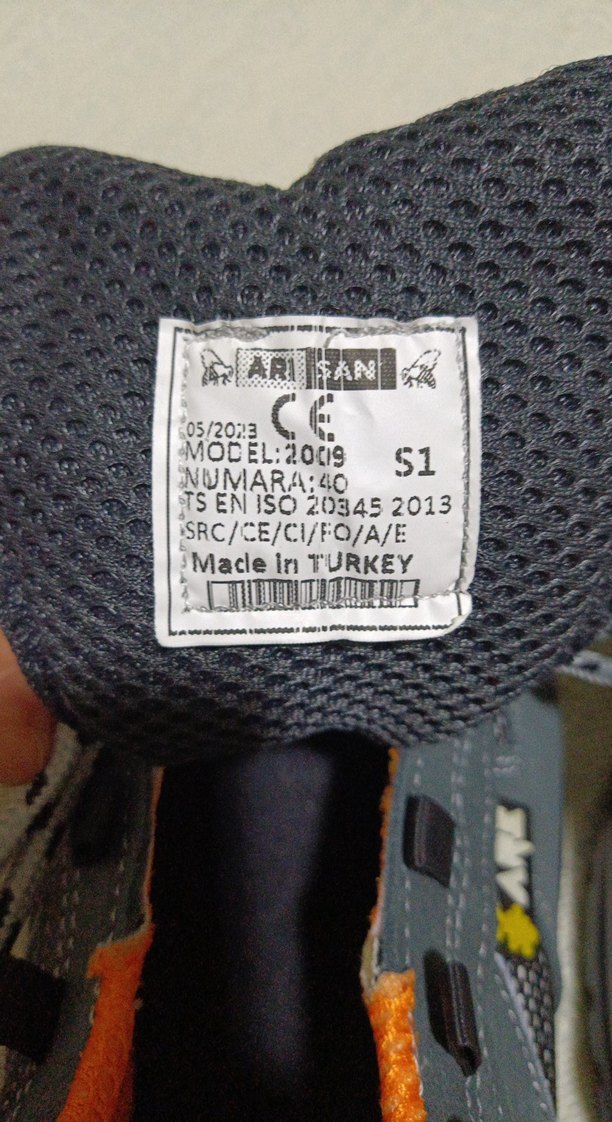 ARI SAN
CE
05/2023
MODEL:2009
S1
NUMARA:40
TS EN ISO 20345 2013
SRC/CE/CI/FO/A/E
Made in TURKEY